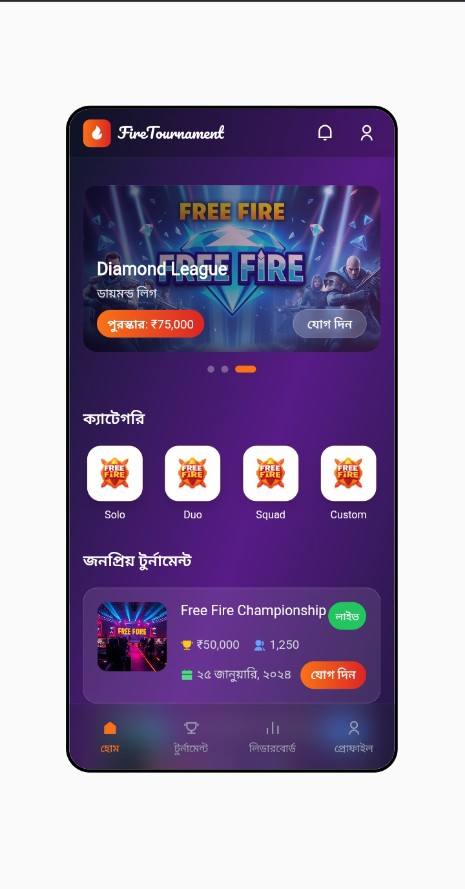 FireTournament
FREE FIRE
FREE FIRE
Diamond League
ডায়মন্ড লিগ
পুরস্কার: ₹75,000
যোগ দিন
ক্যাটেগরি
FREE FIRE
FREE FIRE
FREE FIRE
FREE FIRE
Solo
Duo
Squad
Custom
জনপ্রিয় টুর্নামেন্ট
FREE FIRE
Free Fire Championship
লাইভ
₹50,000
1,250
২৫ জানুয়ারি, ২০২৪
যোগ দিন
হোম
টুর্নামেন্ট
লিডারবোর্ড
প্রোফাইল